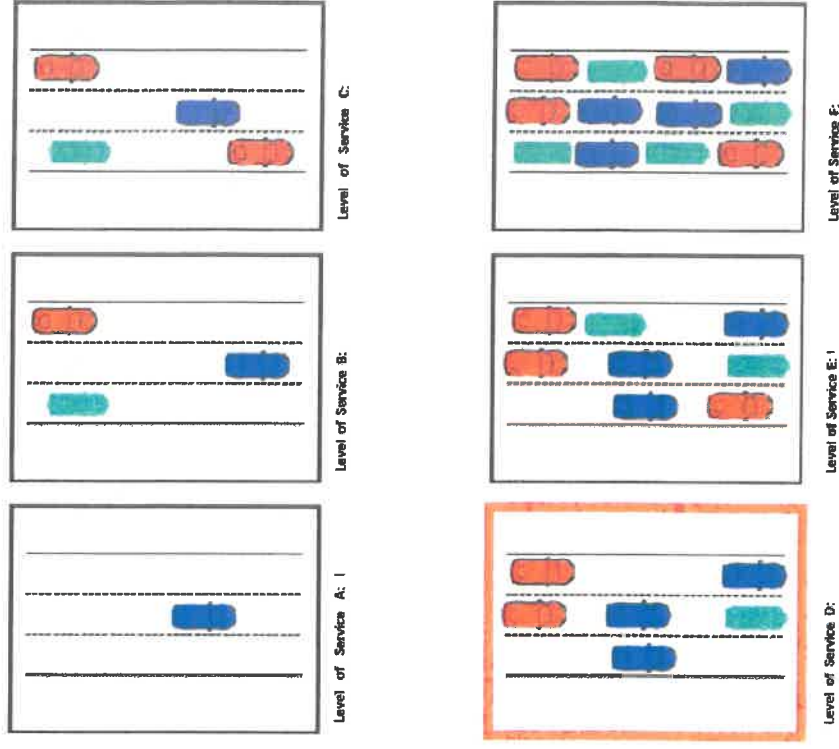 Level of Service A: |
Level of Service B:
Level of Service C:
Level of Service D:
Level of Service E: '
Level of Service F: